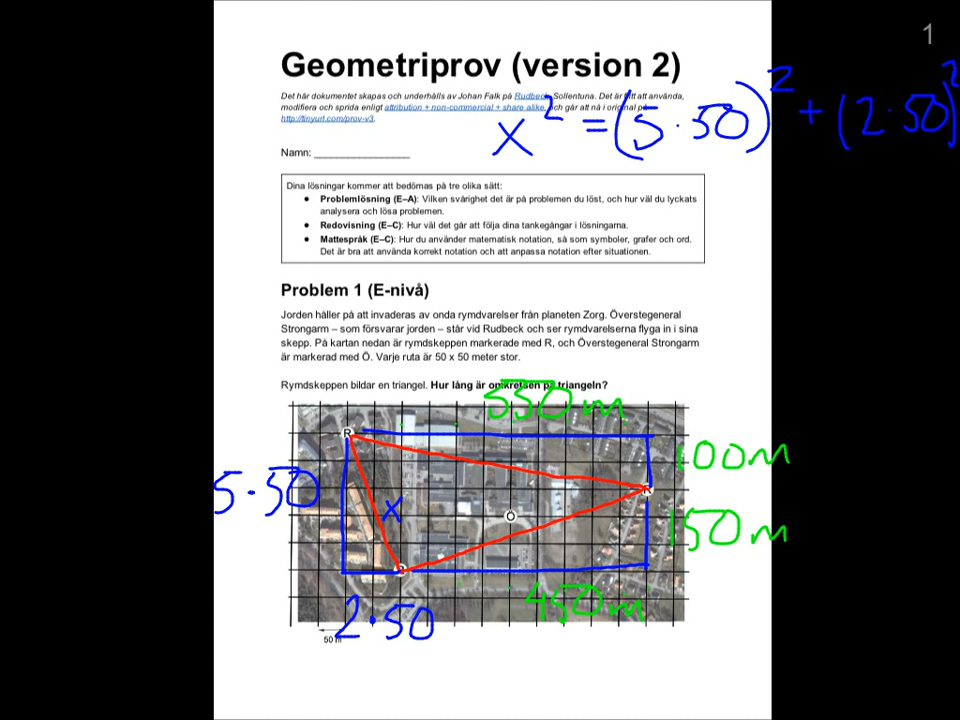 1
Geometriprov (version 2)
Det här dokumentet skapas och underhålls av Johan Falk på Rudbeck, Sollentuna. Det är fritt att använda,
modifiera och sprida enligt attribution + non-commercial + share alike, och går att nå i original på
http://tinyurl.com/prov-v3.
x² = (5·50)² + (2·50)²
Namn: __________________
Dina lösningar kommer att bedömas på tre olika sätt:
● Problemlösning (E–A): Vilken svårighet det är på problemen du löst, och hur väl du lyckats
analysera och lösa problemen.
● Redovisning (E–C): Hur väl det går att följa dina tankegångar i lösningarna.
● Mattespråk (E–C): Hur du använder matematisk notation, så som symboler, grafer och ord.
Det är bra att använda korrekt notation och att anpassa notation efter situationen.
Problem 1 (E-nivå)
Jorden håller på att invaderas av onda rymdvarelser från planeten Zorg. Överstegeneral
Strongarm – som försvarar jorden – står vid Rudbeck och ser rymdvarelserna flyga in i sina
skepp. På kartan nedan är rymdskeppen markerade med R, och Överstegeneral Strongarm
är markerad med Ö. Varje ruta är 50 x 50 meter stor.
Rymdskeppen bildar en triangel. Hur lång är omkretsen på triangeln?
550 m
R
100 m
5·50
R
x
Ö
150 m
R
450 m
2·50
50 m